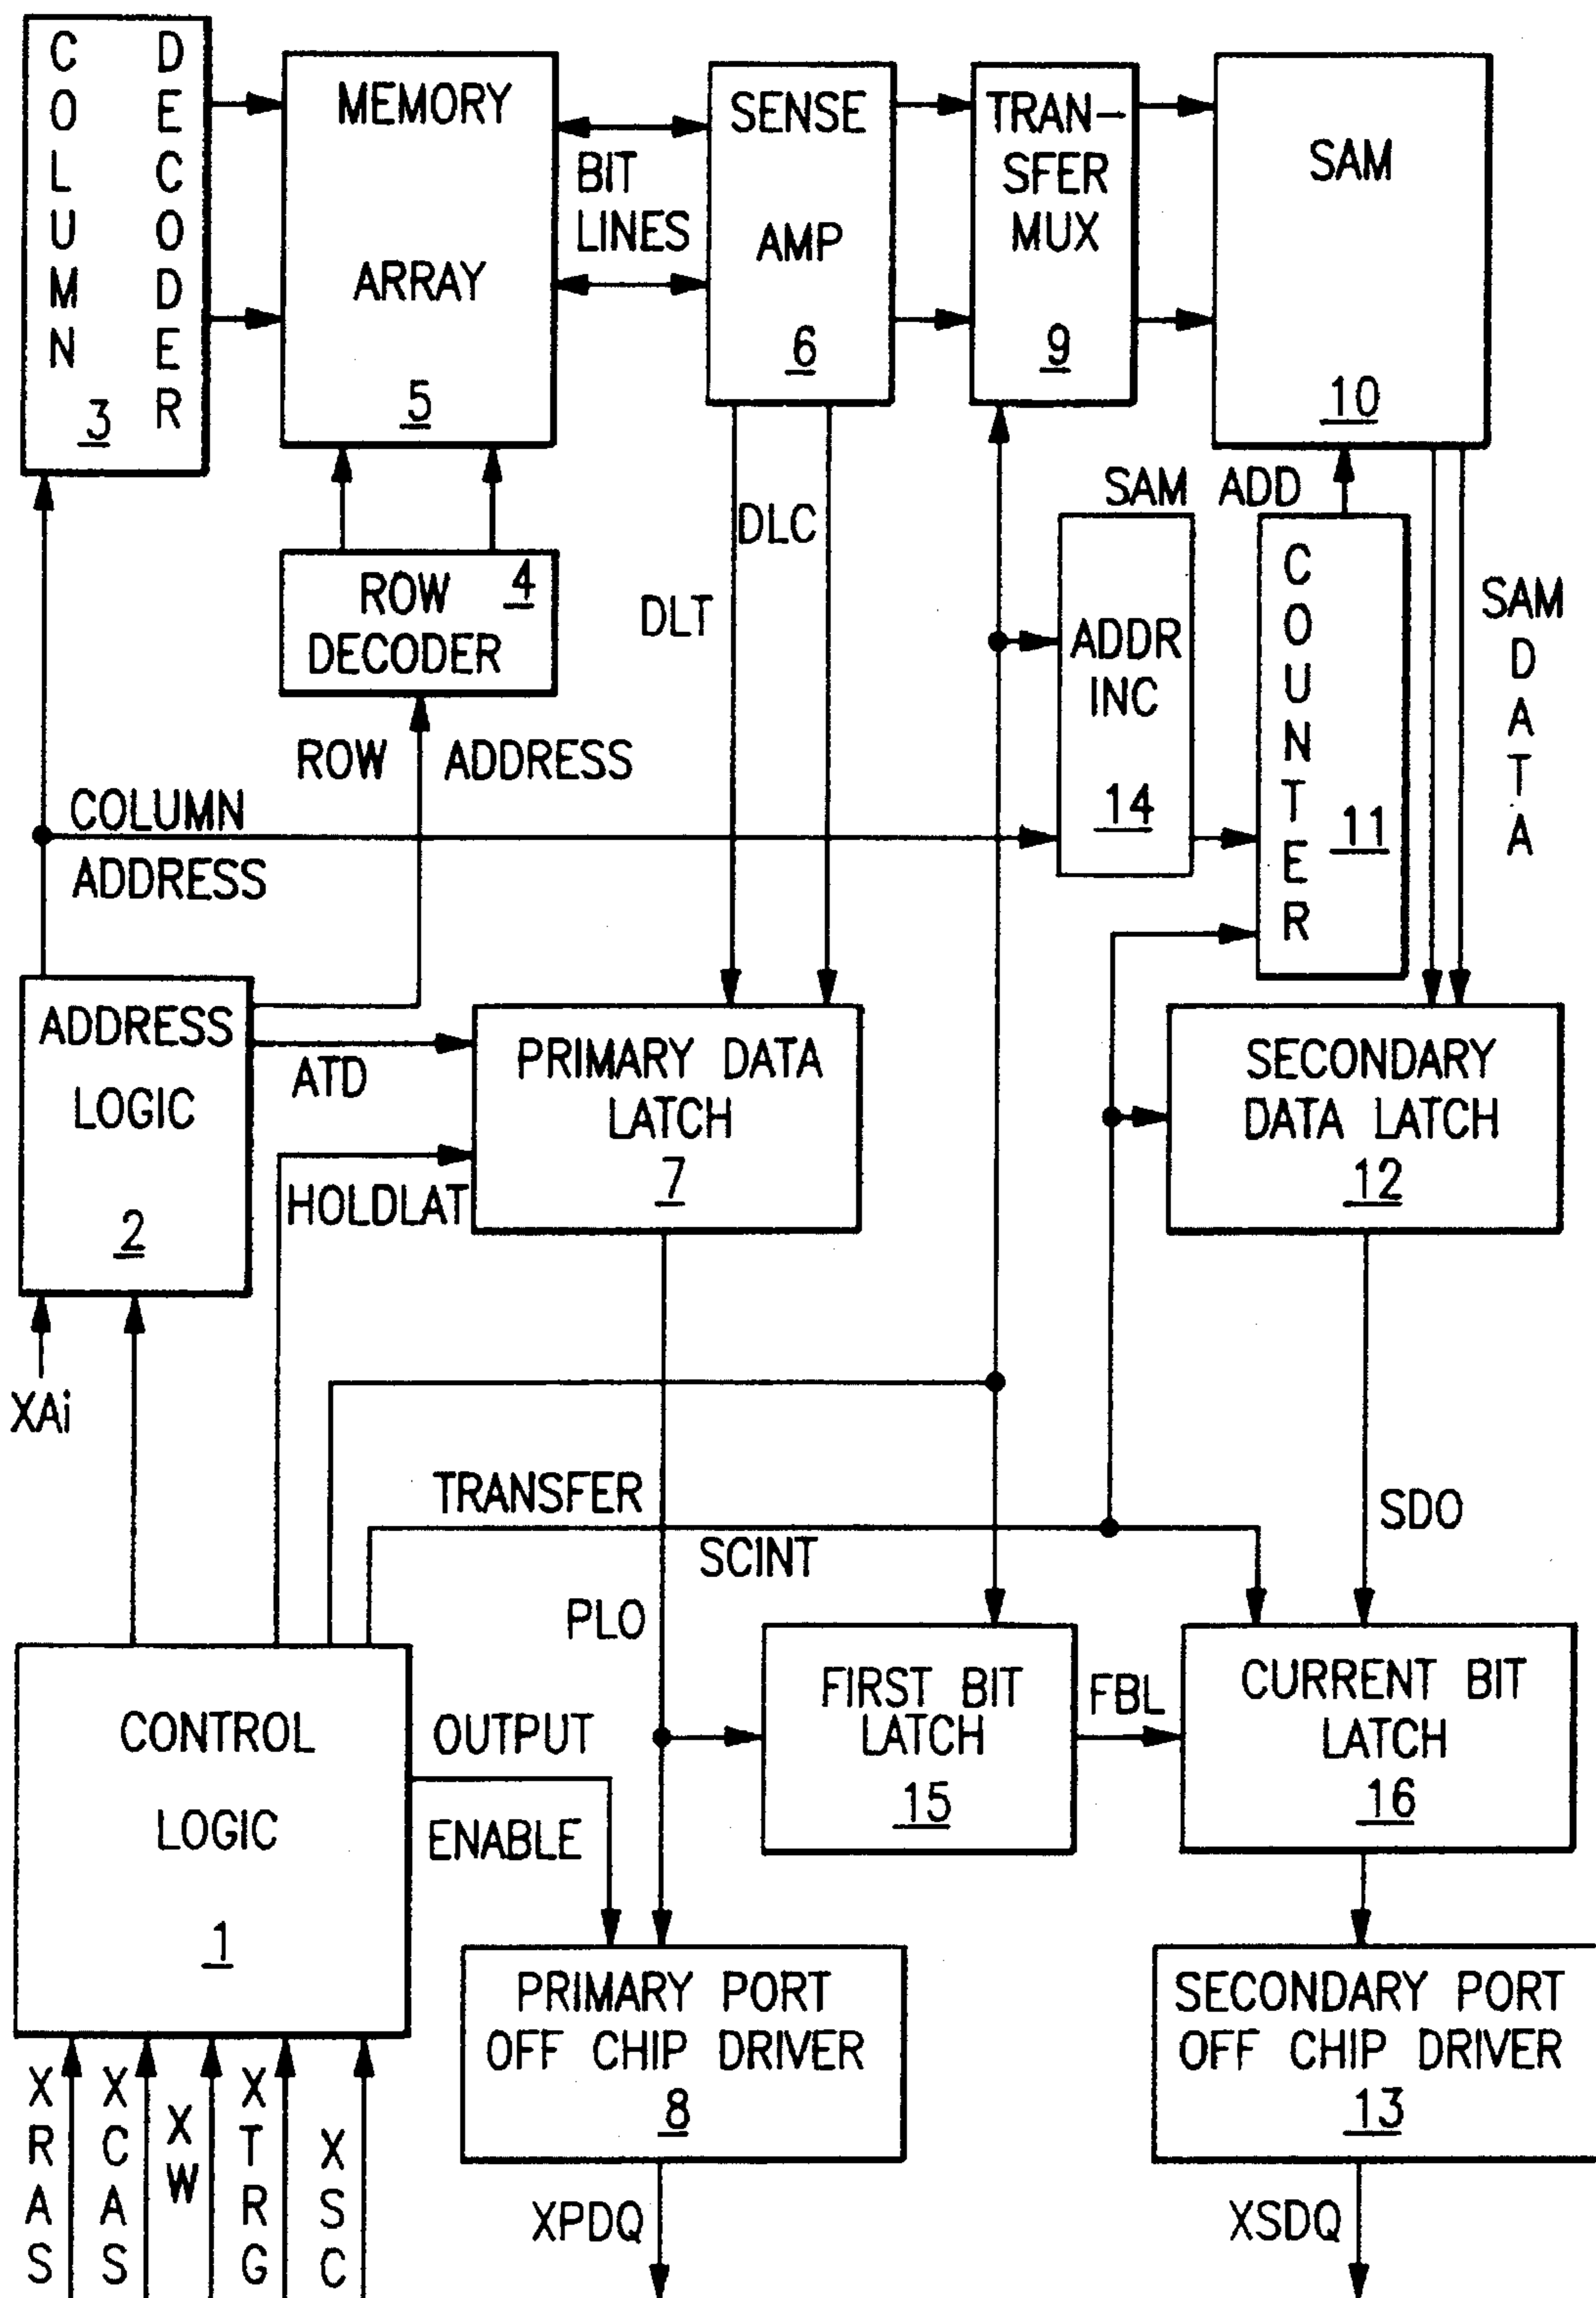 COLUMN DECODER
3
MEMORY
ARRAY
5
BIT
LINES
SENSE
AMP
6
TRAN-
SFER
MUX
9
SAM
10
ROW
DECODER
4
DLT
DLC
SAM ADD
ADDR
INC
14
COUNTER
11
SAM
DATA
ROW ADDRESS
COLUMN
ADDRESS
ADDRESS
LOGIC
2
ATD
HOLDLAT
PRIMARY DATA
LATCH
7
SECONDARY
DATA LATCH
12
XAi
TRANSFER
SCINT
SDO
PLO
CONTROL
LOGIC
1
OUTPUT
ENABLE
FIRST BIT
LATCH
15
FBL
CURRENT BIT
LATCH
16
PRIMARY PORT
OFF CHIP DRIVER
8
SECONDARY PORT
OFF CHIP DRIVER
13
XRAS
XCAS
XW
XTRG
XSC
XPDQ
XSDQ